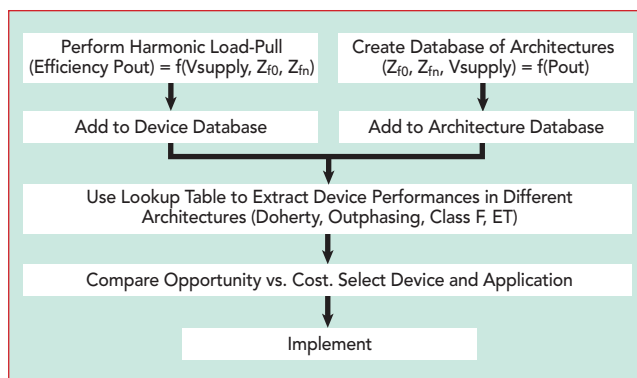 Perform Harmonic Load-Pull
(Efficiency Pout) = f(Vsupply, Zf0, Zfn)
Create Database of Architectures
(Zf0, Zfn, Vsupply) = f(Pout)
Add to Device Database
Add to Architecture Database
Use Lookup Table to Extract Device Performances in Different
Architectures (Doherty, Outphasing, Class F, ET)
Compare Opportunity vs. Cost. Select Device and Application
Implement